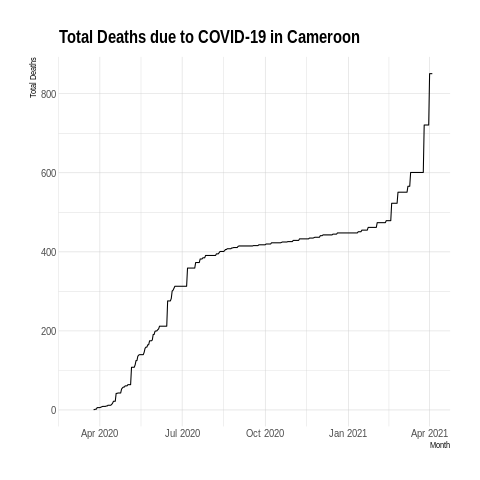 Total Deaths due to COVID-19 in Cameroon
Total Deaths
800
600
400
200
0
Apr 2020 Jul 2020 Oct 2020 Jan 2021 Apr 2021
Month